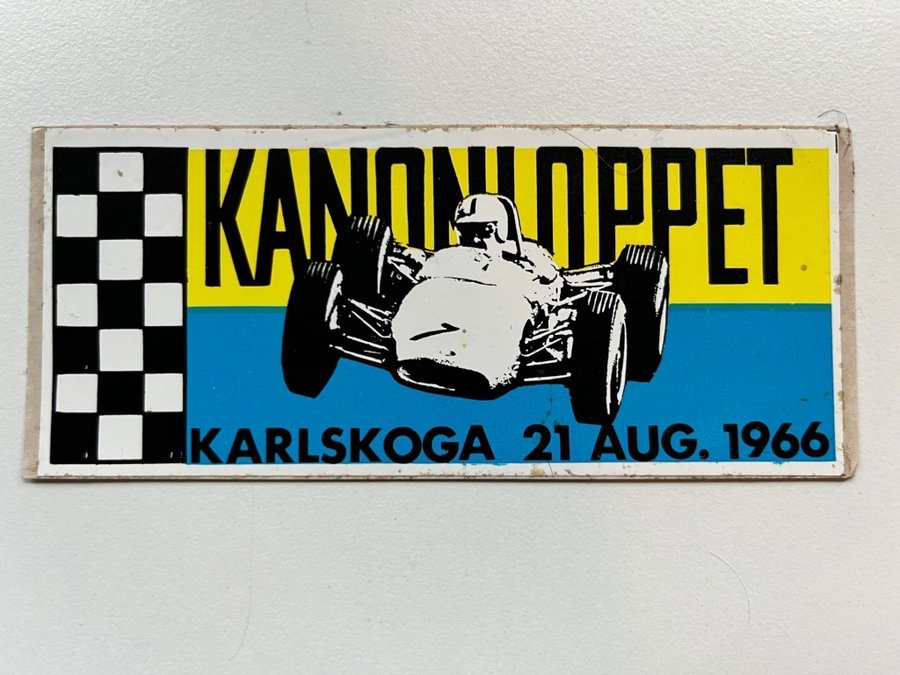 KANONLOPPET
KARLSKOGA 21 AUG. 1966